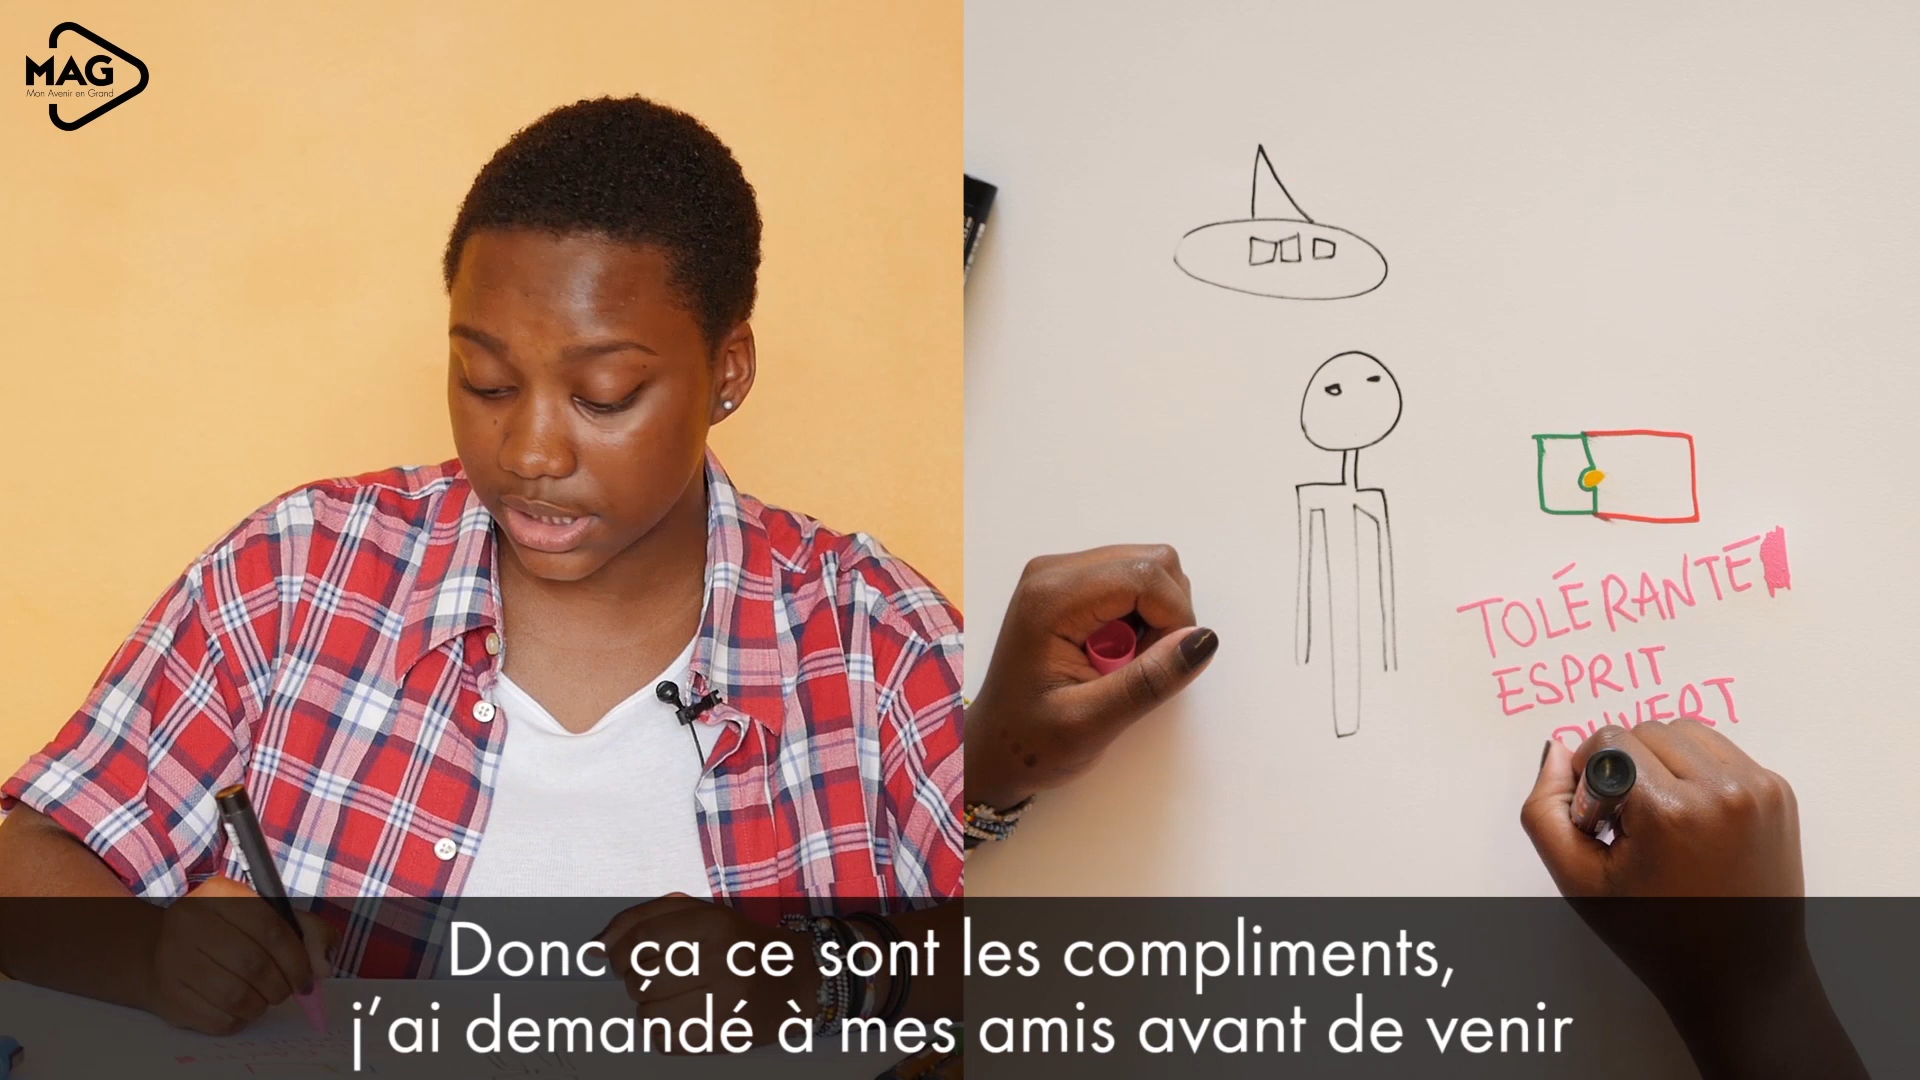 MAG
Mon Avenir en Grand
TOLÉRANTE
ESPRIT
OUVERT
Donc ça ce sont les compliments,
j’ai demandé à mes amis avant de venir